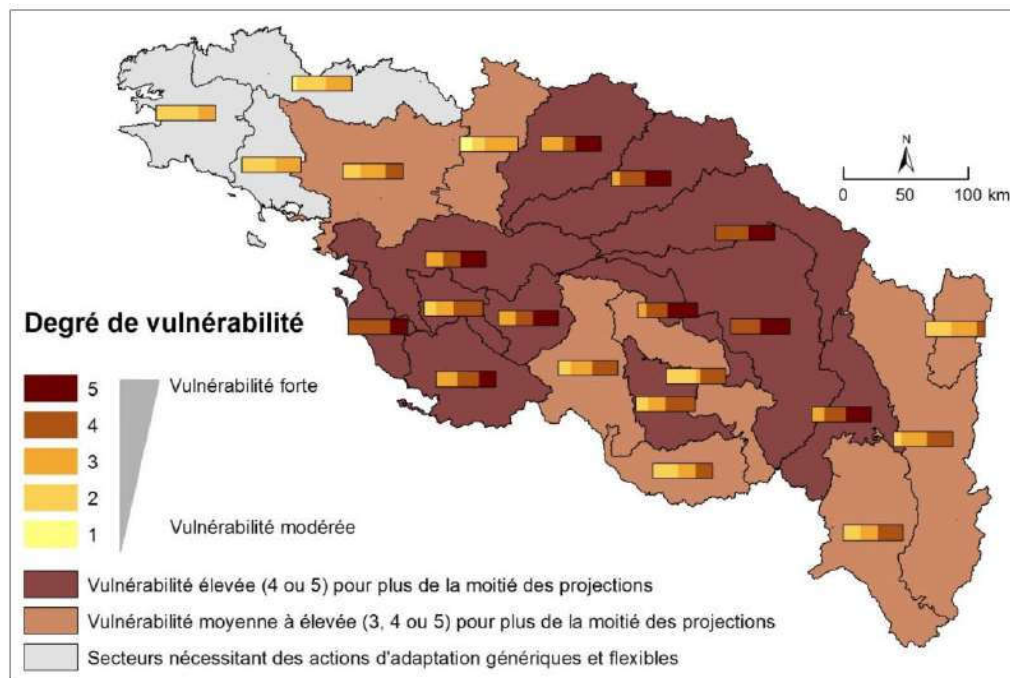 N
0 50 100 km
Degré de vulnérabilité
5 Vulnérabilité forte
4
3
2
1 Vulnérabilité modérée
Vulnérabilité élevée (4 ou 5) pour plus de la moitié des projections
Vulnérabilité moyenne à élevée (3, 4 ou 5) pour plus de la moitié des projections
Secteurs nécessitant des actions d'adaptation génériques et flexibles